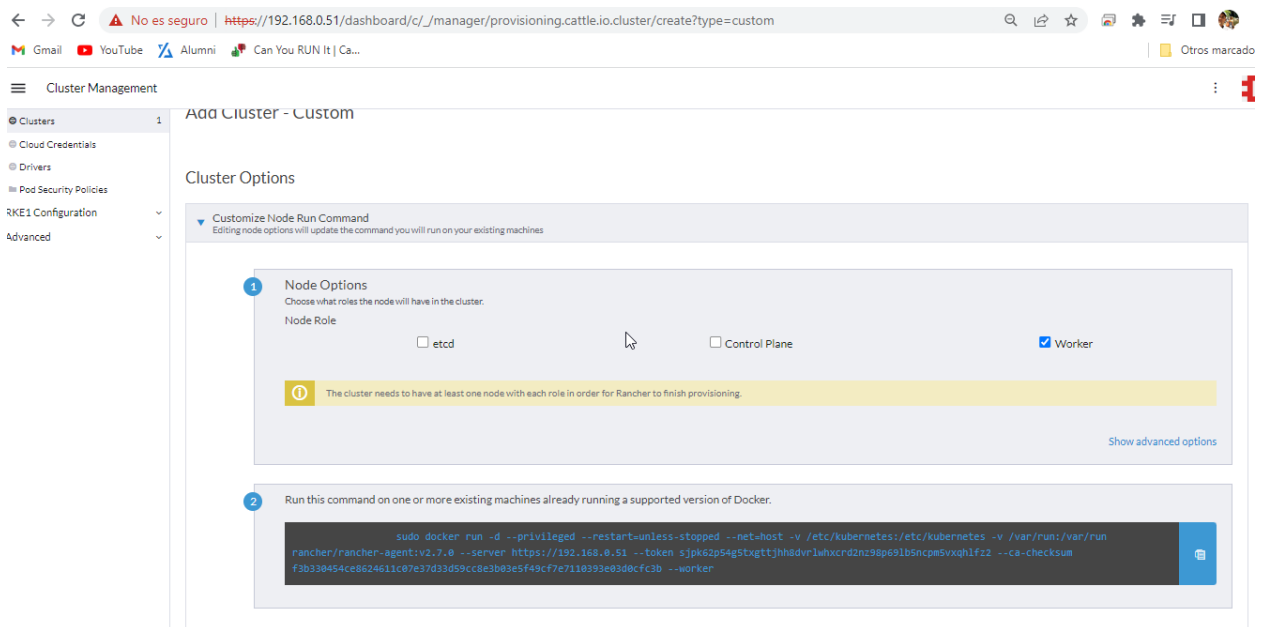 No es seguro https://192.168.0.51/dashboard/c/_/manager/provisioning.cattle.io.cluster/create?type=custom
Gmail YouTube Alumni Can You RUN It | Ca... Otros marcado
Cluster Management
Clusters 1
Cloud Credentials
Drivers
Pod Security Policies
RKE1 Configuration
Advanced
Add Cluster - Custom
Cluster Options
Customize Node Run Command
Editing node options will update the command you will run on your existing machines
1 Node Options
Choose what roles the node will have in the cluster.
Node Role
etcd Control Plane Worker
The cluster needs to have at least one node with each role in order for Rancher to finish provisioning.
Show advanced options
2 Run this command on one or more existing machines already running a supported version of Docker.
sudo docker run -d --privileged --restart=unless-stopped --net=host -v /etc/kubernetes:/etc/kubernetes -v /var/run:/var/run
rancher/rancher-agent:v2.7.0 --server https://192.168.0.51 --token sjpk62p54g5txgttjhh8dvrlwhxcrd2nz98p69lb5ncpm5vxqhlfz2 --ca-checksum
f3b330454ce8624611c07e37d33d59cc8e3b03e5f49cf7e7110393e03d0cfc3b --worker